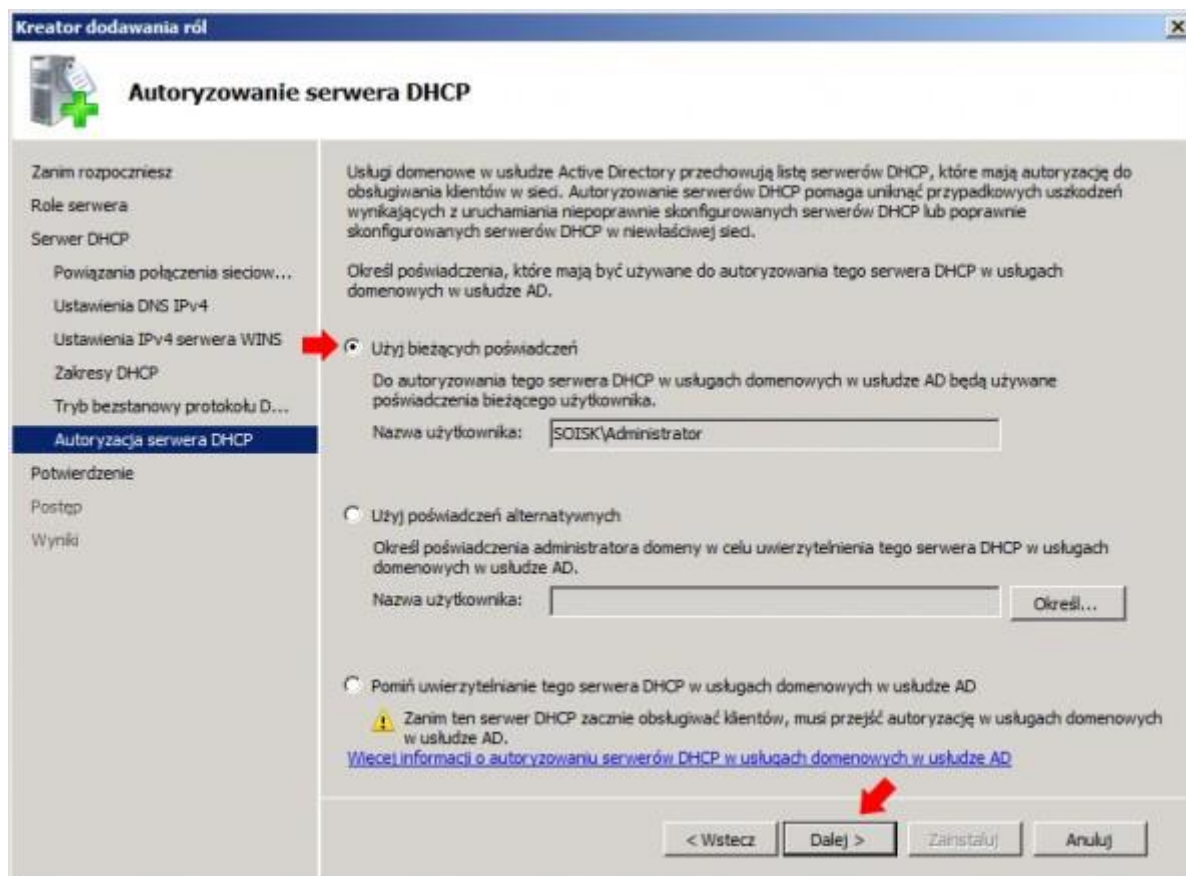 Kreator dodawania ról
Autoryzowanie serwera DHCP
Zanim rozpoczniesz
Role serwera
Serwer DHCP
Powiązania połączenia sieciow...
Ustawienia DNS IPv4
Ustawienia IPv4 serwera WINS
Zakresy DHCP
Tryb bezstanowy protokołu D...
Autoryzacja serwera DHCP
Potwierdzenie
Postęp
Wyniki
Usługi domenowe w usłudze Active Directory przechowują listę serwerów DHCP, które mają autoryzację do
obsługiwania klientów w sieci. Autoryzowanie serwerów DHCP pomaga uniknąć przypadkowych uszkodzeń
wynikających z uruchamiania niepoprawnie skonfigurowanych serwerów DHCP lub poprawnie
skonfigurowanych serwerów DHCP w niewłaściwej sieci.
Określ poświadczenia, które mają być używane do autoryzowania tego serwera DHCP w usługach
domenowych w usłudze AD.
Użyj bieżących poświadczeń
Do autoryzowania tego serwera DHCP w usługach domenowych w usłudze AD będą używane
poświadczenia bieżącego użytkownika.
Nazwa użytkownika: SOISK\Administrator
Użyj poświadczeń alternatywnych
Określ poświadczenia administratora domeny w celu uwierzytelnienia tego serwera DHCP w usługach
domenowych w usłudze AD.
Nazwa użytkownika: Określ...
Pomiń uwierzytelnianie tego serwera DHCP w usługach domenowych w usłudze AD
Zanim ten serwer DHCP zacznie obsługiwać klientów, musi przejść autoryzację w usługach domenowych
w usłudze AD.
Więcej informacji o autoryzowaniu serwerów DHCP w usługach domenowych w usłudze AD
< Wstecz Dalej > Zainstaluj Anuluj